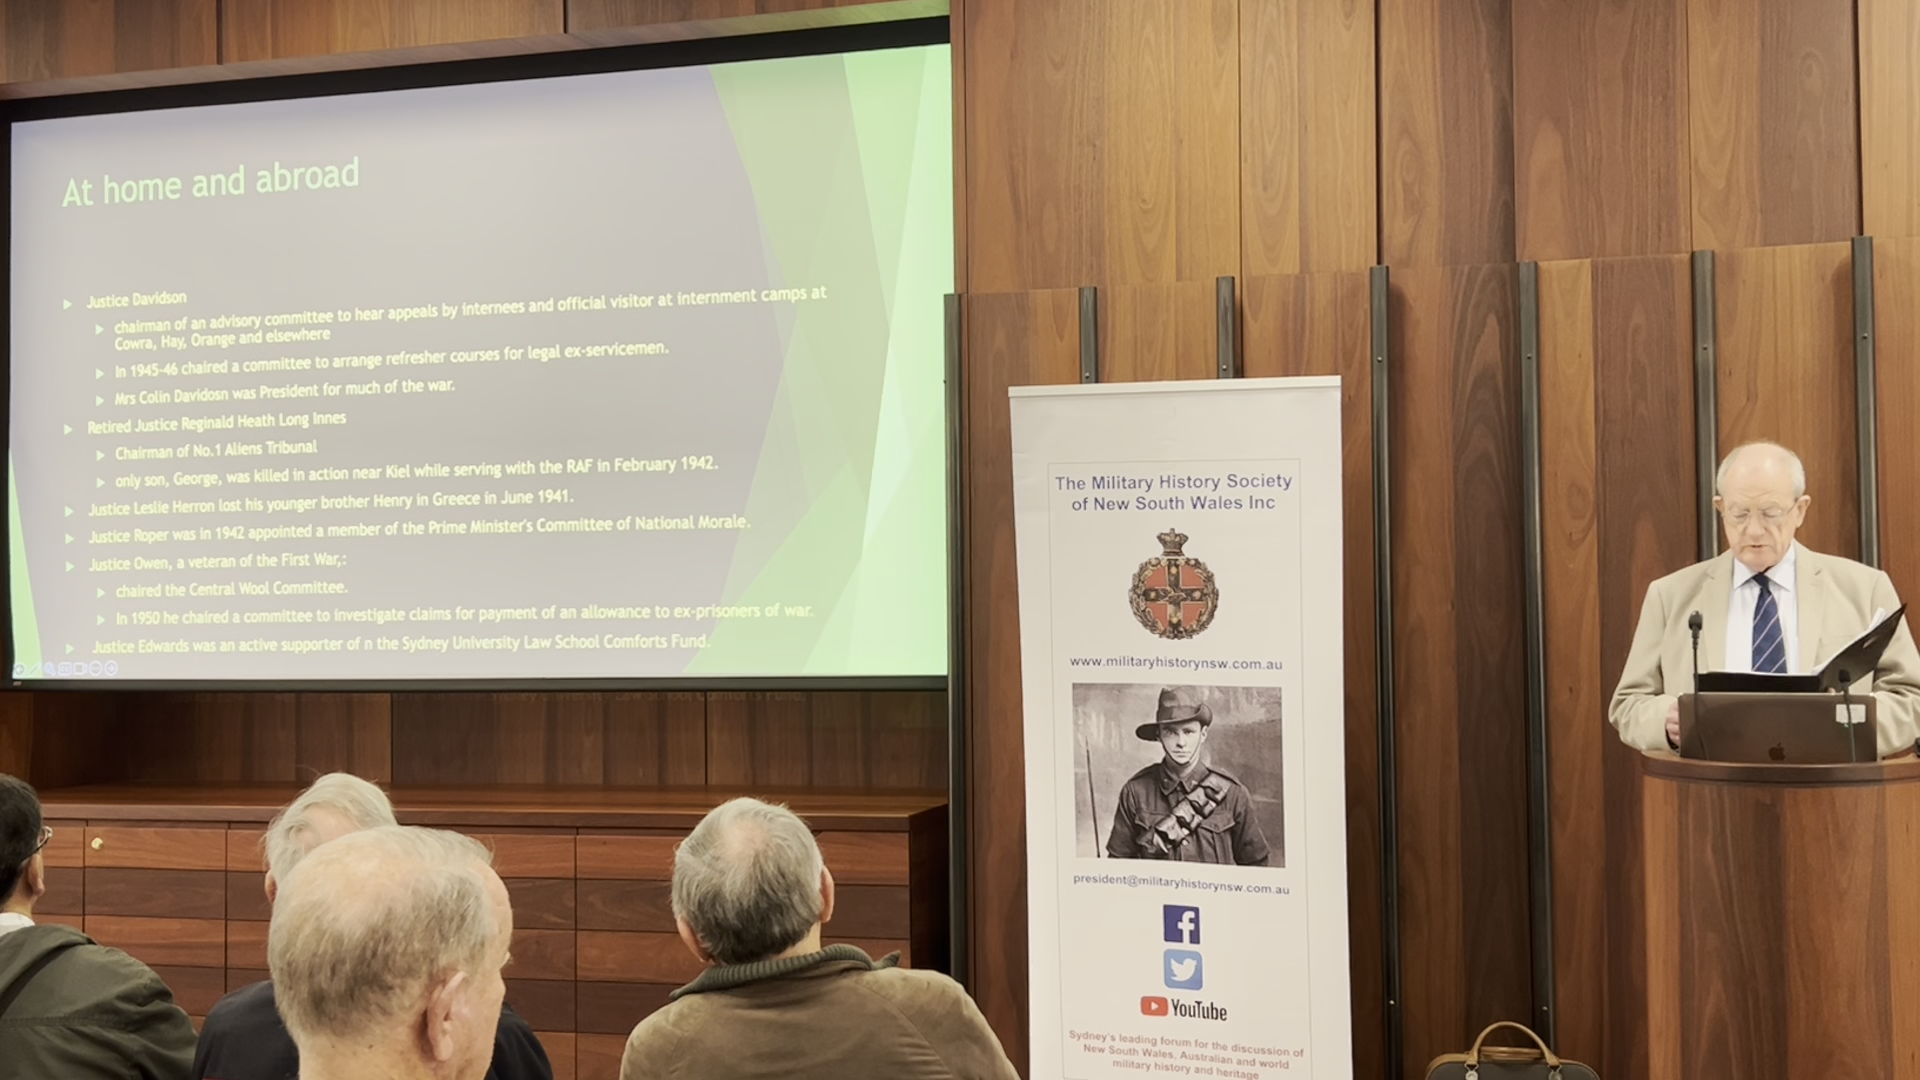 At home and abroad
Justice Davidson
chairman of an advisory committee to hear appeals by internees and official visitor at internment camps at
Cowra, Hay, Orange and elsewhere
In 1945-46 chaired a committee to arrange refresher courses for legal ex-servicemen.
Mrs Colin Davidosn was President for much of the war.
Retired Justice Reginald Heath Long Innes
Chairman of No.1 Aliens Tribunal
only son, George, was killed in action near Kiel while serving with the RAF in February 1942.
Justice Leslie Herron lost his younger brother Henry in Greece in June 1941.
Justice Roper was in 1942 appointed a member of the Prime Minister's Committee of National Morale.
Justice Owen, a veteran of the First War,:
chaired the Central Wool Committee.
In 1950 he chaired a committee to investigate claims for payment of an allowance to ex-prisoners of war.
Justice Edwards was an active supporter of n the Sydney University Law School Comforts Fund.
The Military History Society
of New South Wales Inc
www.militaryhistorynsw.com.au
president@militaryhistorynsw.com.au
YouTube
Sydney's leading forum for the discussion of
New South Wales, Australian and world
military history and heritage